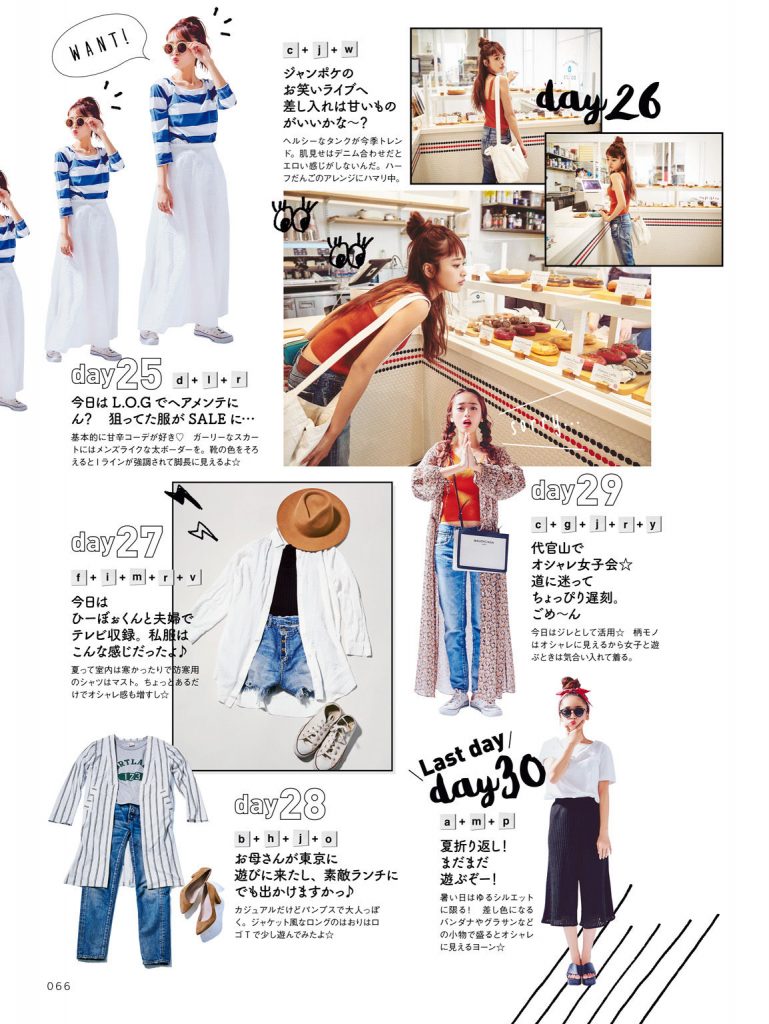 WANT!
c+j+w
ジャンポケの
お笑いライブへ
差し入れは甘いもの
がいいかな〜?
ヘルシーなタンクが今季トレン
ド。肌見せはデニム合わせだと
エロい感じがしないんだ。ハー
フだんごのアレンジにハマり中。
day26
day25
d+l+r
今日は L.O.G でヘアメンテに
ん? 狙ってた服が SALE に…
基本的に甘辛コーデが好き♡ ガーリーなスカー
トにはメンズライクな太ボーダーを。靴の色をそろ
えるとIラインが強調されて脚長に見えるよ☆
sorry...
day29
c+g+j+r+y
代官山で
オシャレ女子会☆
道に迷って
ちょっぴり遅刻。
ごめ〜ん
今日はジレとして活用☆ 柄モノ
はオシャレに見えるから女子と遊
ぶときは気合い入れて着る。
BALENCIAGA
day27
f+i+m+r+v
今日は
ひーぽぉくんと夫婦で
テレビ収録。私服は
こんな感じだったよ♪
夏って室内は寒かったりで防寒用
のシャツはマスト。ちょっとあるだ
けでオシャレ感も増すし☆
Last day
day30
a+m+p
夏折り返し!
まだまだ
遊ぶぞー!
暑い日はゆるシルエット
に限る! 差し色になる
バンダナやグラサンなど
の小物で盛るとオシャレ
に見えるヨーン☆
123
day28
b+h+j+o
お母さんが東京に
遊びに来たし、素敵ランチに
でも出かけますかっ♪
カジュアルだけどパンプスで大人っぽ
く。ジャケット風なロングのはおりはロ
ゴTで少し遊んでみたよ☆
066